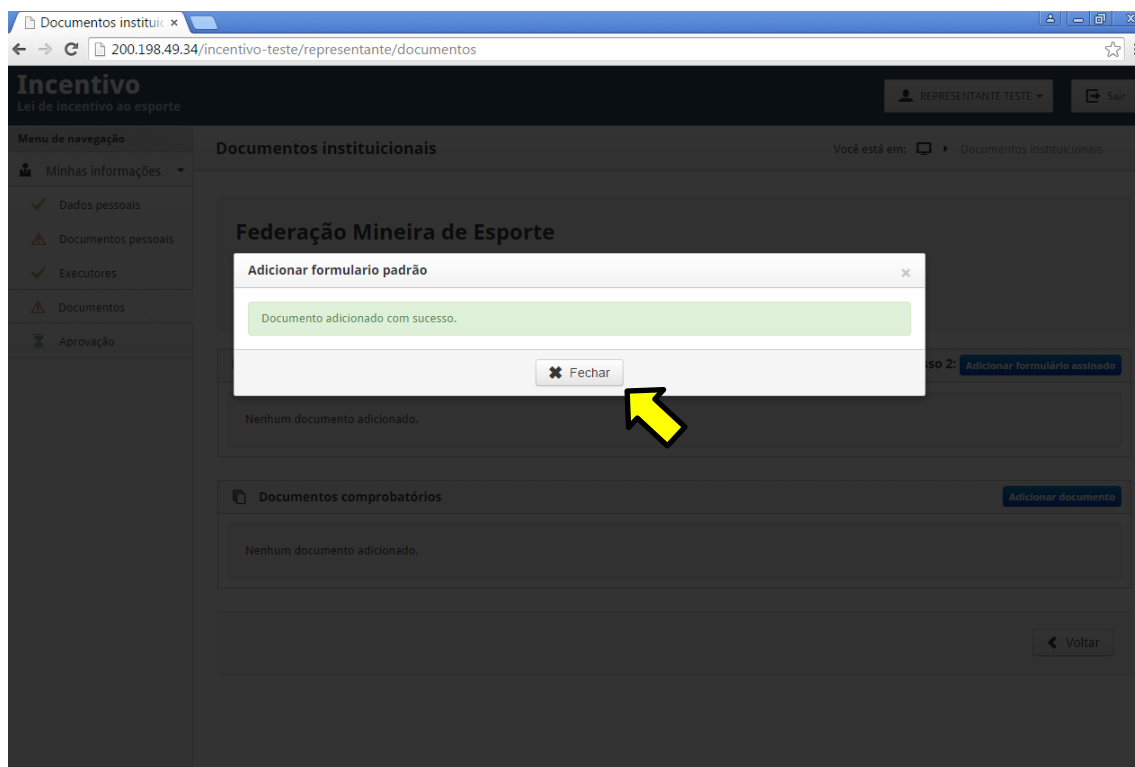 Documentos instituic
200.198.49.34/incentivo-teste/representante/documentos
Incentivo
Lei de incentivo ao esporte
REPRESENTANTE TESTE
Sair
Menu de navegação
Minhas Informações
Dados pessoais
Documentos pessoais
Executores
Documentos
Aprovação
Documentos instituicionais
Você está em: Documentos instituicionais
Federação Mineira de Esporte
Adicionar formulario padrão
×
Documento adicionado com sucesso.
Fechar
sso 2: Adicionar formulário assinado
Nenhum documento adicionado.
Documentos comprobatórios
Adicionar documento
Nenhum documento adicionado.
Voltar